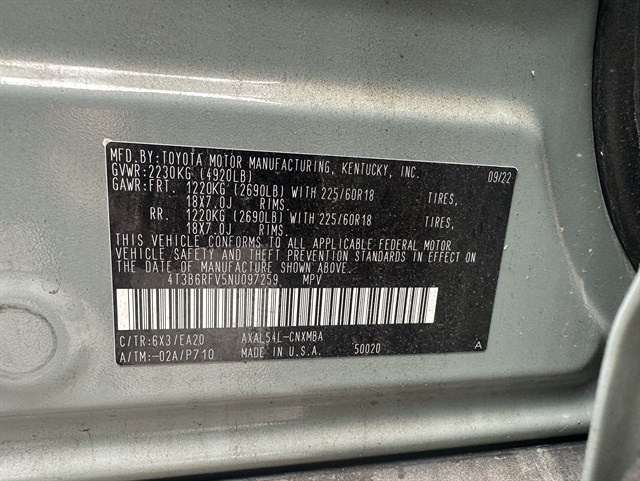 MFD.BY:TOYOTA MOTOR MANUFACTURING, KENTUCKY, INC. 09/22
GVWR:2230KG (4920LB)
GAWR:FRT. 1220KG (2690LB) WITH 225/60R18 TIRES,
18X7.0J RIMS.
RR. 1220KG (2690LB) WITH 225/60R18 TIRES,
18X7.0J RIMS.
THIS VEHICLE CONFORMS TO ALL APPLICABLE FEDERAL MOTOR
VEHICLE SAFETY AND THEFT PREVENTION STANDARDS IN EFFECT ON
THE DATE OF MANUFACTURE SHOWN ABOVE.
4T3B6RFV5NU097259 MPV
C/TR:6X3/EA20 AXAL54L-CNXMBA
A/TM:-02A/P710 MADE IN U.S.A. 50020 A